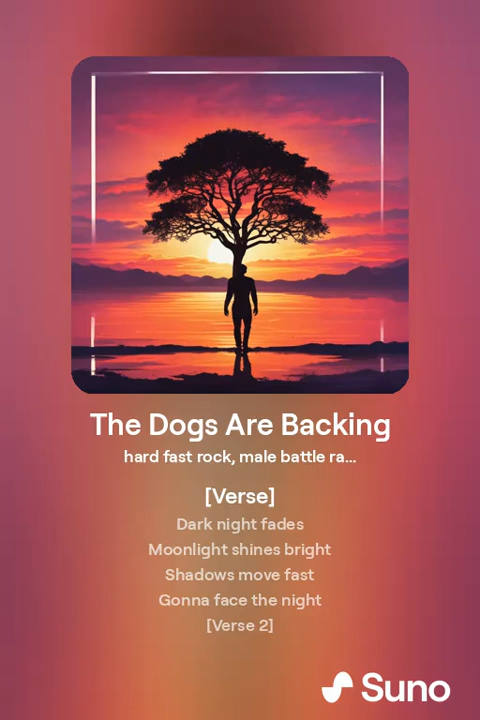 The Dogs Are Backing
hard fast rock, male battle ra...
[Verse]
Dark night fades
Moonlight shines bright
Shadows move fast
Gonna face the night
[Verse 2]
Suno